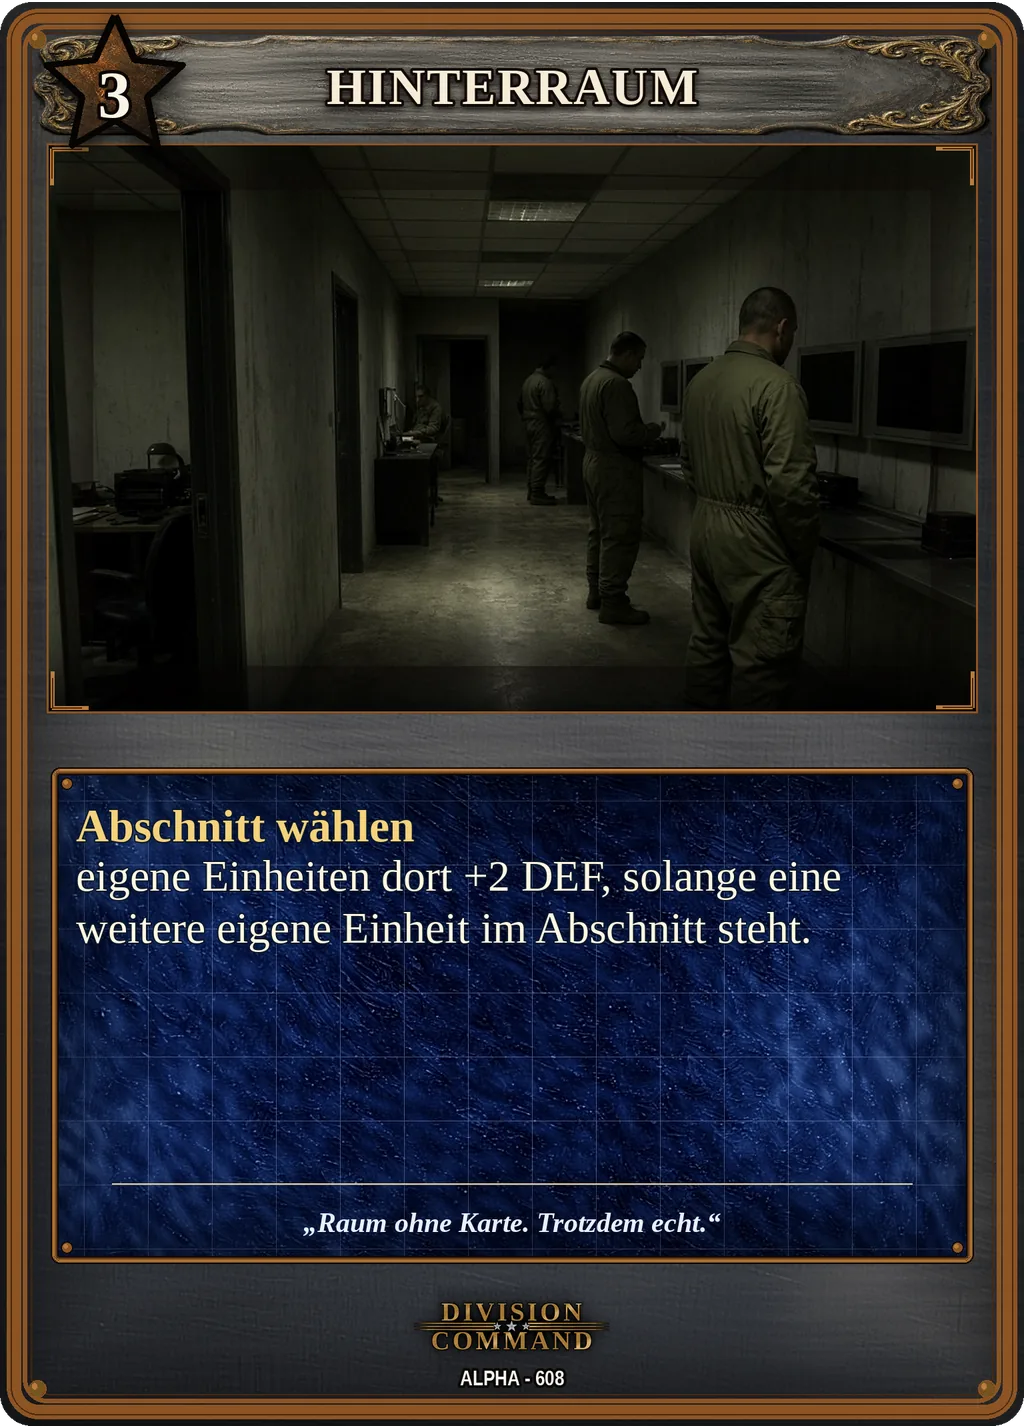 3
HINTERRAUM
Abschnitt wählen
eigene Einheiten dort +2 DEF, solange eine
weitere eigene Einheit im Abschnitt steht.
„Raum ohne Karte. Trotzdem echt.“
DIVISION
COMMAND
ALPHA - 608